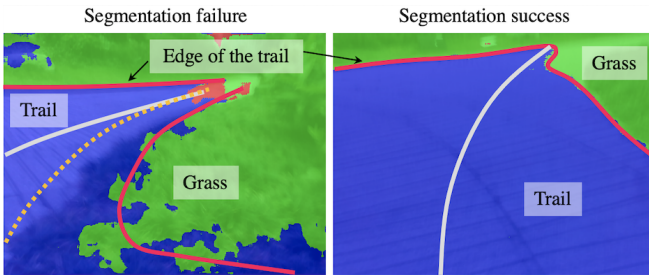 Segmentation failure
Segmentation success
Edge of the trail
Trail
Grass
Grass
Trail